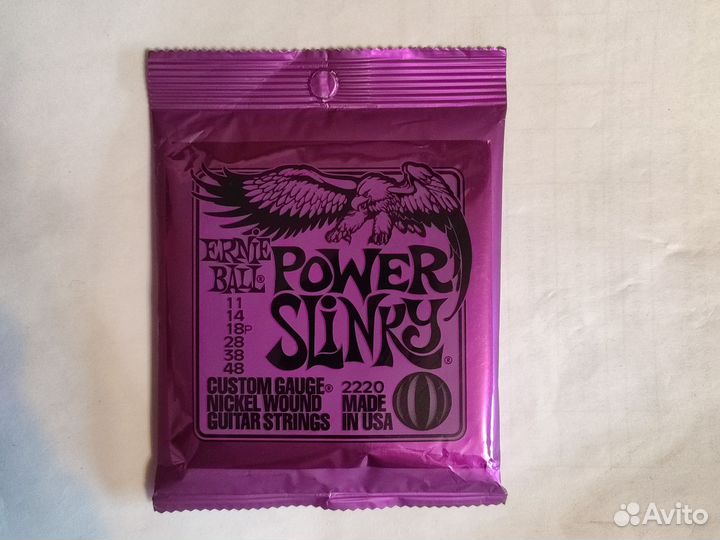 ERNIE
BALL®
POWER
SLINKY®
11
14
18P
28
38
48
CUSTOM GAUGE®
NICKEL WOUND
GUITAR STRINGS
2220
MADE
IN USA
Avito